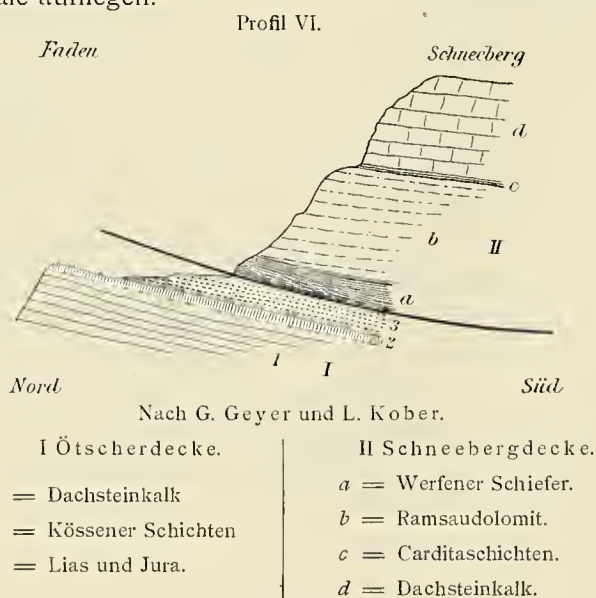 aufliegen.
Profil VI.
Faden
Schneeberg
d
c
b
II
a
3
2
1
I
Nord
Süd
Nach G. Geyer und L. Kober.
I Ötscherdecke.
= Dachsteinkalk
= Kössener Schichten
= Lias und Jura.
II Schneebergdecke.
a = Werfener Schiefer.
b = Ramsaudolomit.
c = Carditaschichten.
d = Dachsteinkalk.